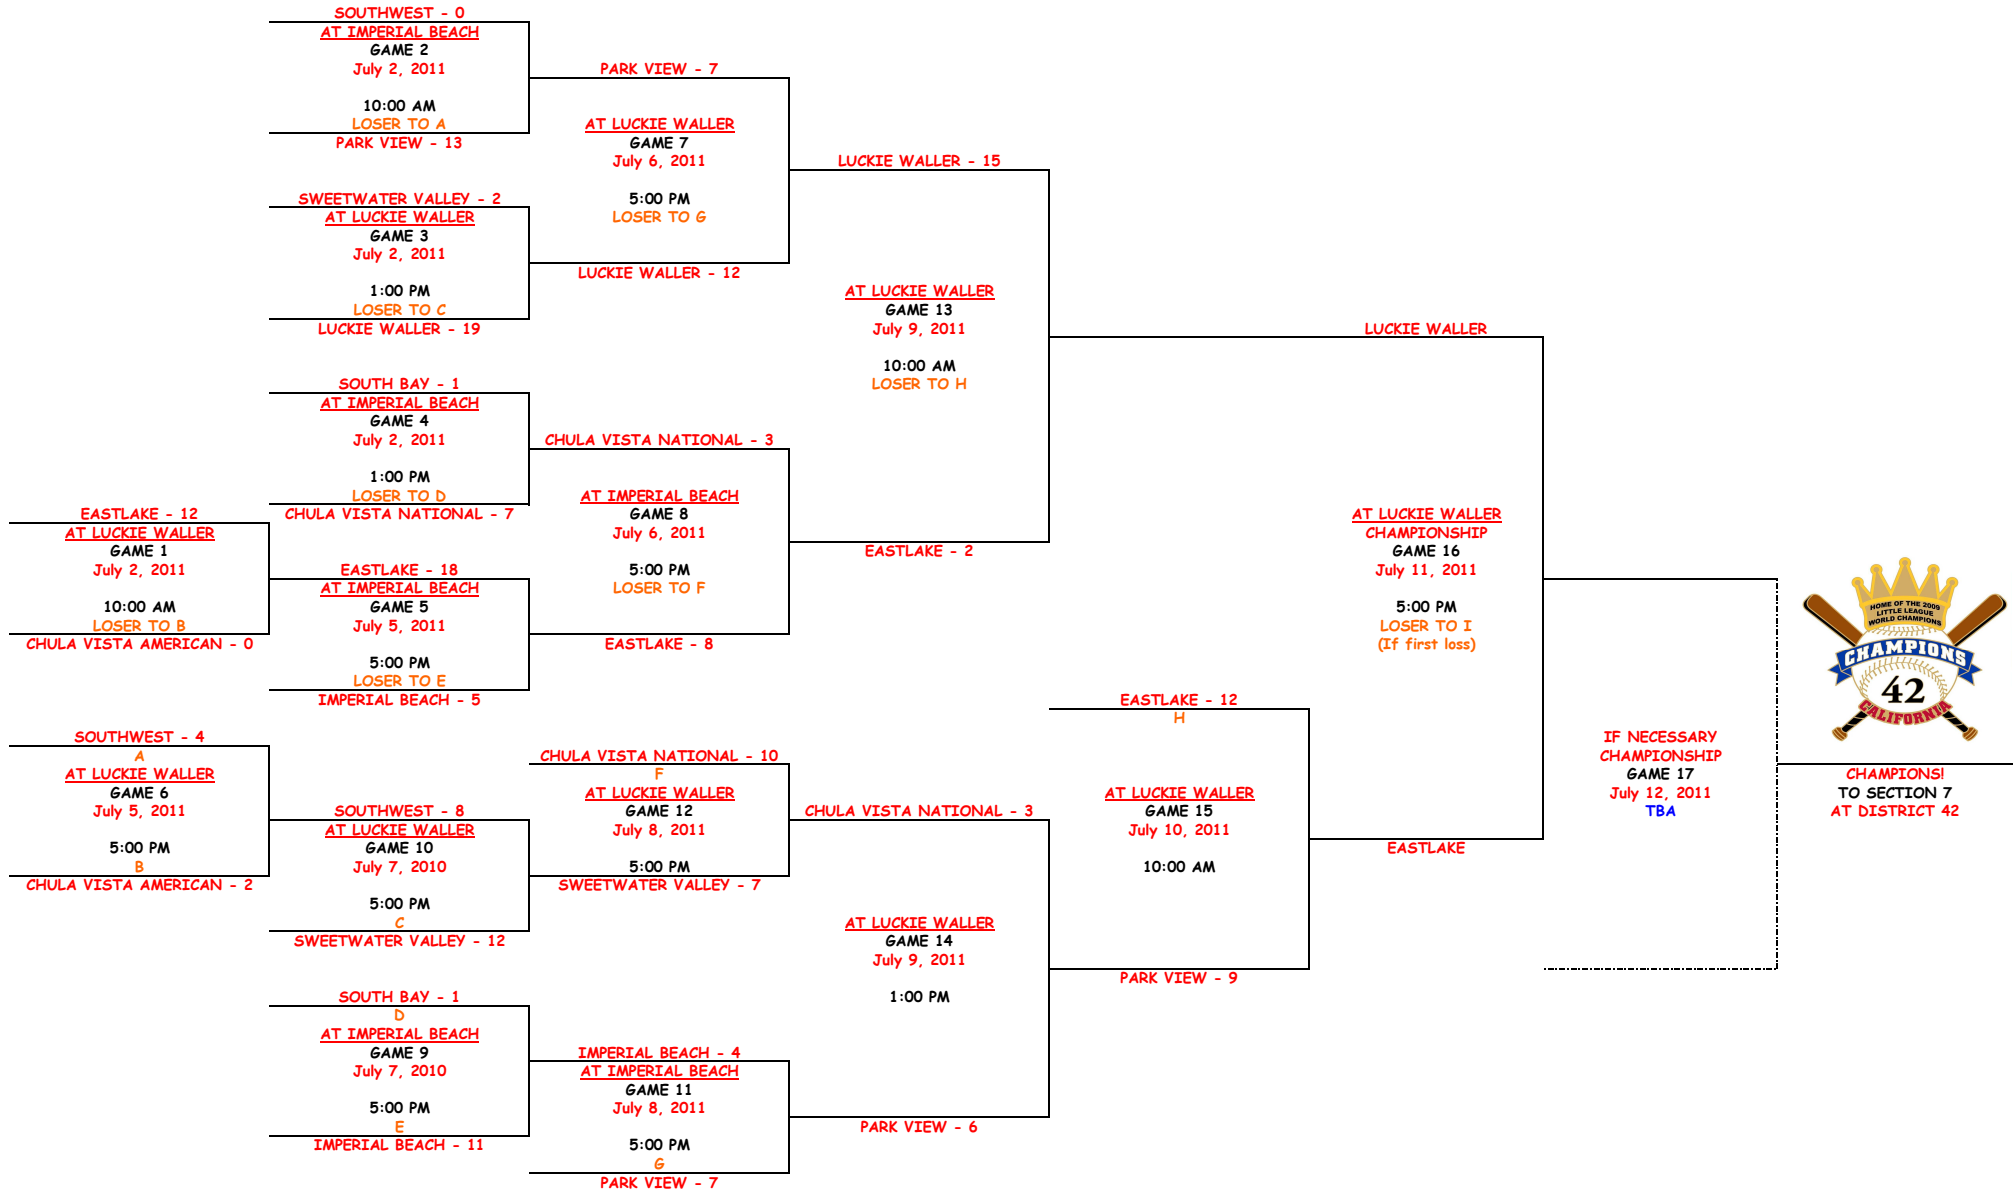 SOUTHWEST - 0
AT IMPERIAL BEACH
GAME 2
July 2, 2011
10:00 AM
LOSER TO A
PARK VIEW - 13
SWEETWATER VALLEY - 2
AT LUCKIE WALLER
GAME 3
July 2, 2011
1:00 PM
LOSER TO C
LUCKIE WALLER - 19
SOUTH BAY - 1
AT IMPERIAL BEACH
GAME 4
July 2, 2011
1:00 PM
LOSER TO D
CHULA VISTA NATIONAL - 7
EASTLAKE - 12
AT LUCKIE WALLER
GAME 1
July 2, 2011
10:00 AM
LOSER TO B
CHULA VISTA AMERICAN - 0
EASTLAKE - 18
AT IMPERIAL BEACH
GAME 5
July 5, 2011
5:00 PM
LOSER TO E
IMPERIAL BEACH - 5
PARK VIEW - 7
AT LUCKIE WALLER
GAME 7
July 6, 2011
5:00 PM
LOSER TO G
LUCKIE WALLER - 12
CHULA VISTA NATIONAL - 3
AT IMPERIAL BEACH
GAME 8
July 6, 2011
5:00 PM
LOSER TO F
EASTLAKE - 8
LUCKIE WALLER - 15
AT LUCKIE WALLER
GAME 13
July 9, 2011
10:00 AM
LOSER TO H
EASTLAKE - 2
SOUTHWEST - 4
A
AT LUCKIE WALLER
GAME 6
July 5, 2011
5:00 PM
B
CHULA VISTA AMERICAN - 2
SOUTHWEST - 8
AT LUCKIE WALLER
GAME 10
July 7, 2010
5:00 PM
C
SWEETWATER VALLEY - 12
SOUTH BAY - 1
D
AT IMPERIAL BEACH
GAME 9
July 7, 2010
5:00 PM
E
IMPERIAL BEACH - 11
CHULA VISTA NATIONAL - 10
F
AT LUCKIE WALLER
GAME 12
July 8, 2011
5:00 PM
SWEETWATER VALLEY - 7
IMPERIAL BEACH - 4
AT IMPERIAL BEACH
GAME 11
July 8, 2011
5:00 PM
G
PARK VIEW - 7
CHULA VISTA NATIONAL - 3
AT LUCKIE WALLER
GAME 14
July 9, 2011
1:00 PM
PARK VIEW - 6
EASTLAKE - 12
H
AT LUCKIE WALLER
GAME 15
July 10, 2011
10:00 AM
PARK VIEW - 9
LUCKIE WALLER
AT LUCKIE WALLER
CHAMPIONSHIP
GAME 16
July 11, 2011
5:00 PM
LOSER TO I
(If first loss)
EASTLAKE
IF NECESSARY
CHAMPIONSHIP
GAME 17
July 12, 2011
TBA
HOME OF THE 2009
LITTLE LEAGUE
WORLD CHAMPIONS
CHAMPIONS
42
CALIFORNIA
CHAMPIONS!
TO SECTION 7
AT DISTRICT 42